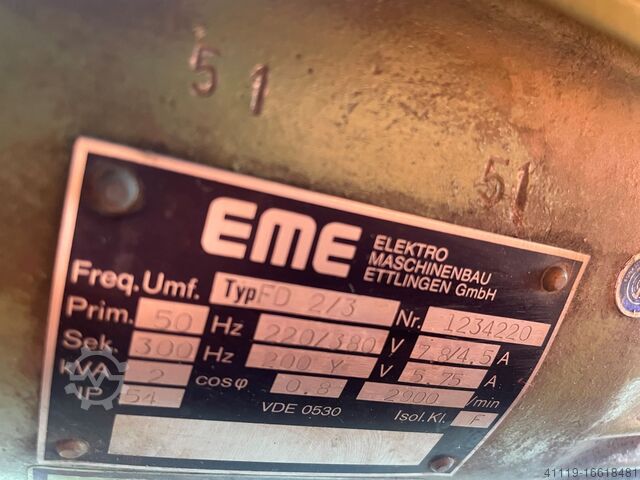 51
51
EME ELEKTRO
MASCHINENBAU
ETTLINGEN GmbH
Freq.Umf. Typ FD 2/3 Nr. 1234220
Prim. 50 Hz 220/380 V 7.8/4.5 A
Sek. 300 Hz 200 Y V 5.75 A
kVA 2 cosφ 0.8 2900 /min
IP 54 VDE 0530 Isol.Kl. F
41119-16618481